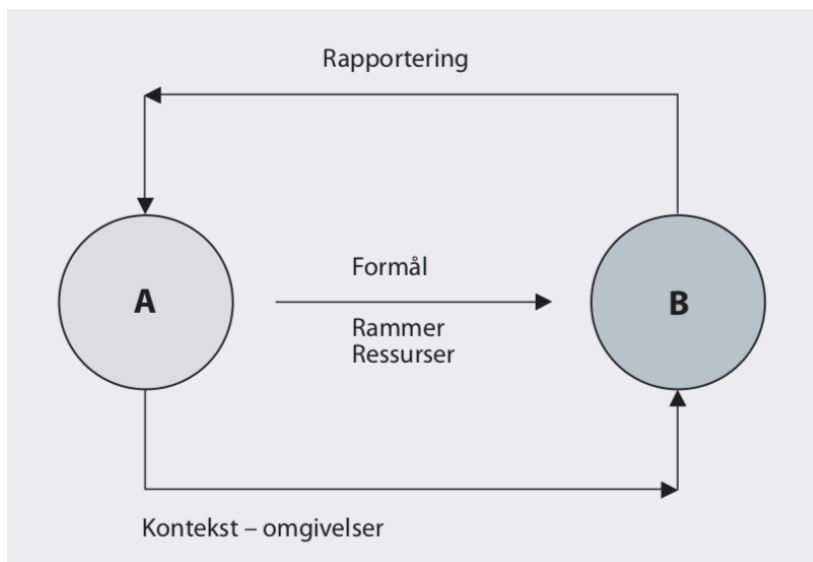 Rapportering
A
Formål
Rammer
Ressurser
B
Kontekst – omgivelser